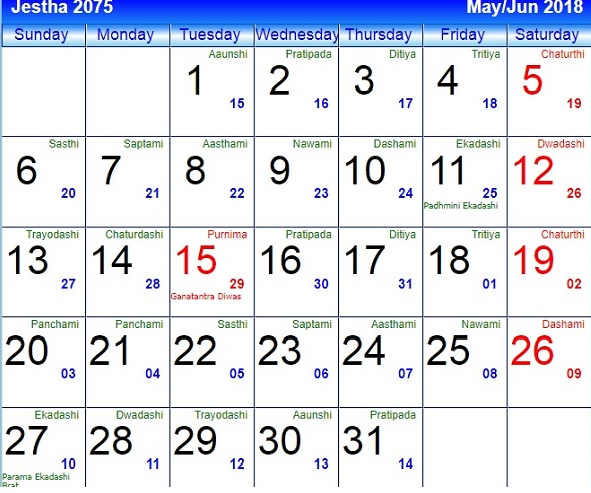 Jestha 2075 May/Jun 2018
Sunday Monday Tuesday Wednesday Thursday Friday Saturday
Aaunshi Pratipada Ditiya Tritiya Chaturthi
1 2 3 4 5
15 16 17 18 19
Sasthi Saptami Aasthami Nawami Dashami Ekadashi Dwadashi
6 7 8 9 10 11 12
20 21 22 23 24 25 26
Padhmini Ekadashi
Trayodashi Chaturdashi Purnima Pratipada Ditiya Tritiya Chaturthi
13 14 15 16 17 18 19
27 28 29 30 31 01 02
Ganatantra Diwas
Panchami Panchami Sasthi Saptami Aasthami Nawami Dashami
20 21 22 23 24 25 26
03 04 05 06 07 08 09
Ekadashi Dwadashi Trayodashi Aaunshi Pratipada
27 28 29 30 31
10 11 12 13 14
Parama Ekadashi
Brat